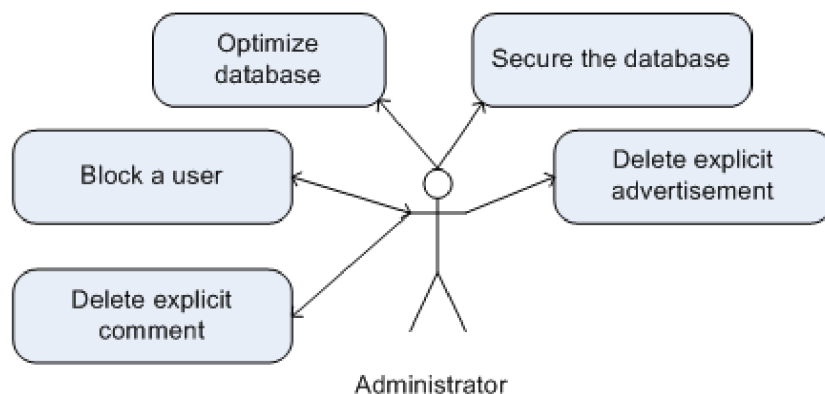 Optimize
database
Secure the database
Block a user
Delete explicit
advertisement
Delete explicit
comment
Administrator